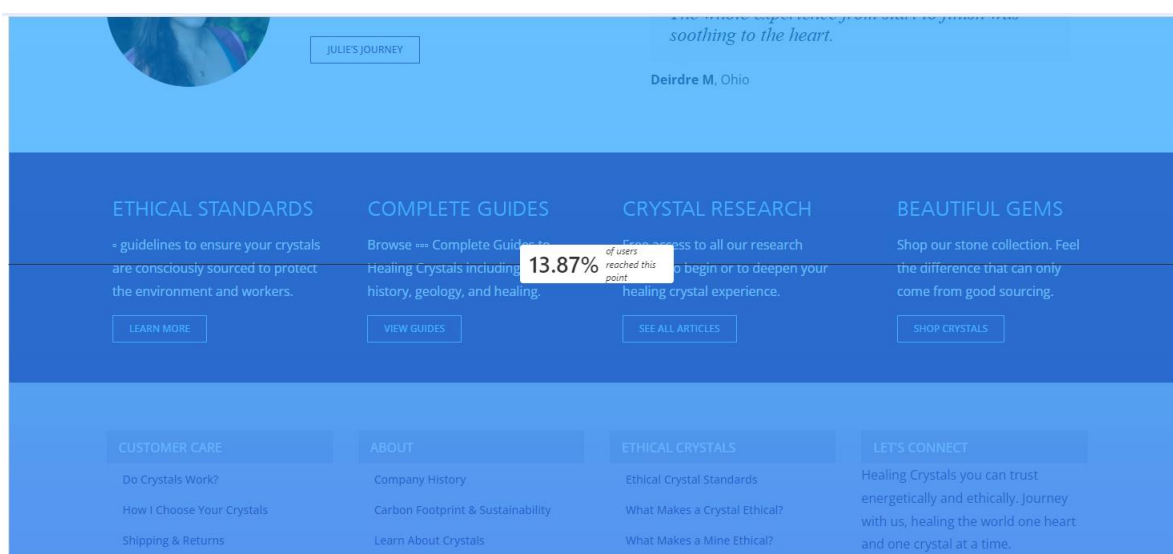 The whole experience from start to finish was
soothing to the heart.
JULIE'S JOURNEY
Deirdre M, Ohio
ETHICAL STANDARDS
guidelines to ensure your crystals
are consciously sourced to protect
the environment and workers.
LEARN MORE
COMPLETE GUIDES
Browse Complete Guides to
Healing Crystals including
history, geology, and healing.
VIEW GUIDES
CRYSTAL RESEARCH
Free access to all our research
to begin or to deepen your
healing crystal experience.
SEE ALL ARTICLES
BEAUTIFUL GEMS
Shop our stone collection. Feel
the difference that can only
come from good sourcing.
SHOP CRYSTALS
13.87% of users
reached this
point
CUSTOMER CARE
Do Crystals Work?
How I Choose Your Crystals
Shipping & Returns
ABOUT
Company History
Carbon Footprint & Sustainability
Learn About Crystals
ETHICAL CRYSTALS
Ethical Crystal Standards
What Makes a Crystal Ethical?
What Makes a Mine Ethical?
LET'S CONNECT
Healing Crystals you can trust
energetically and ethically. Journey
with us, healing the world one heart
and one crystal at a time.